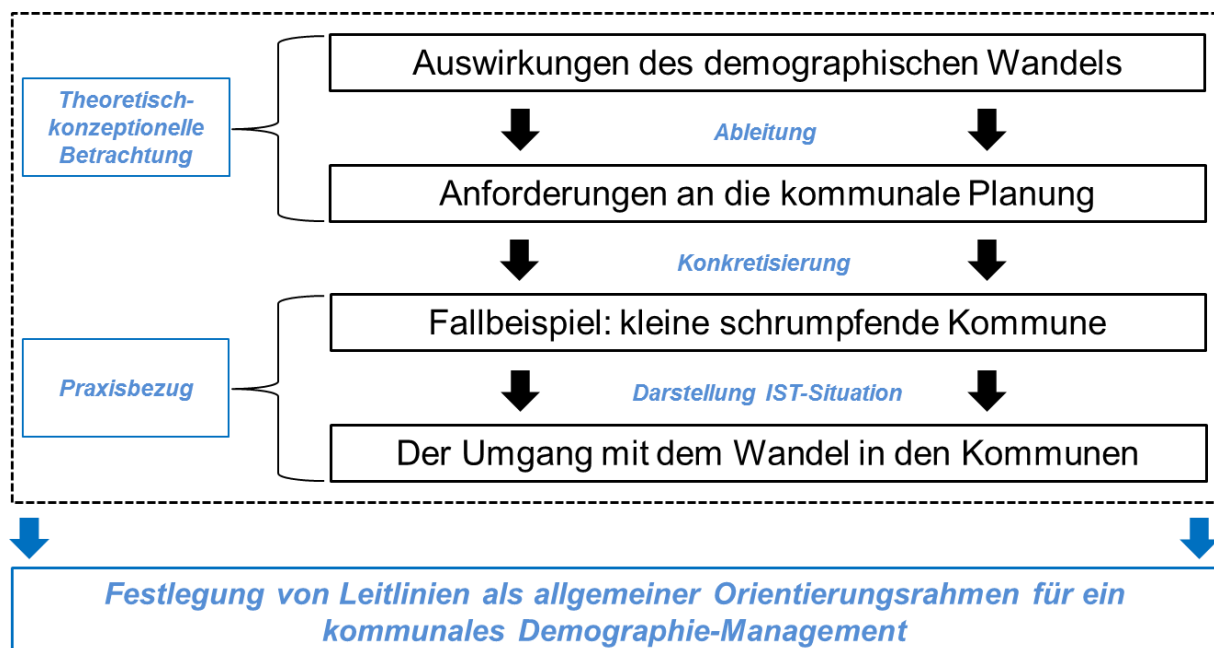 Auswirkungen des demographischen Wandels
Theoretisch-
konzeptionelle
Betrachtung
Ableitung
Anforderungen an die kommunale Planung
Konkretisierung
Fallbeispiel: kleine schrumpfende Kommune
Praxisbezug
Darstellung IST-Situation
Der Umgang mit dem Wandel in den Kommunen
Festlegung von Leitlinien als allgemeiner Orientierungsrahmen für ein
kommunales Demographie-Management